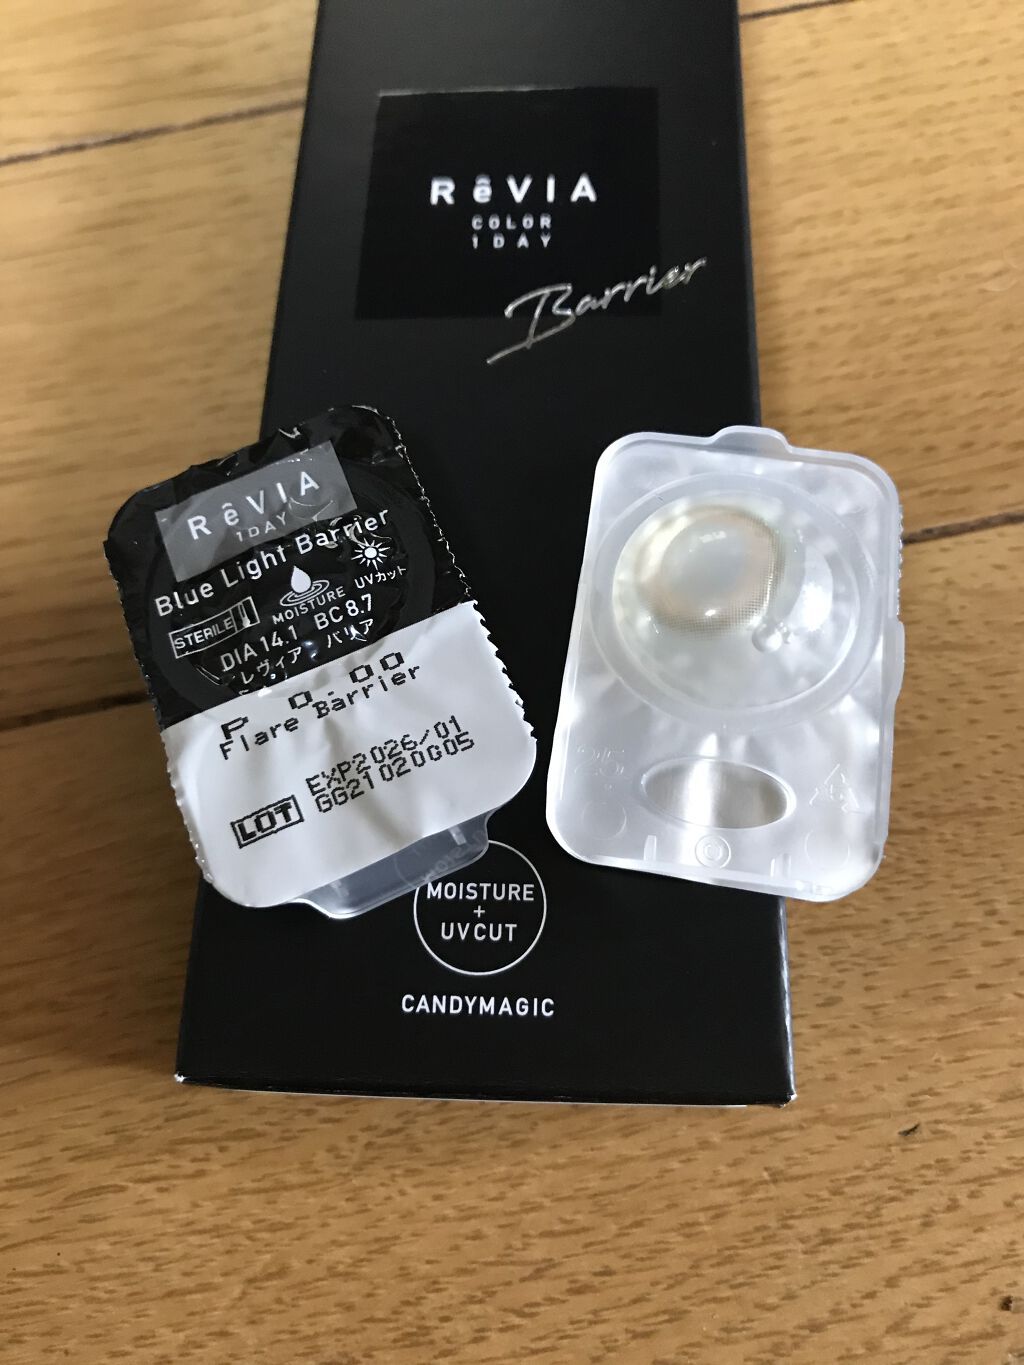 RêVIA
COLOR
1DAY
Barrier
RêVIA
1DAY
Blue Light Barrier
STERILE
MOISTURE
UVカット
DIA 14.1 BC 8.7
レヴィア バリア
P 0.00
Flare Barrier
EXP2026/01
LOT GG21020G05
25
MOISTURE
+
UVCUT
CANDYMAGIC